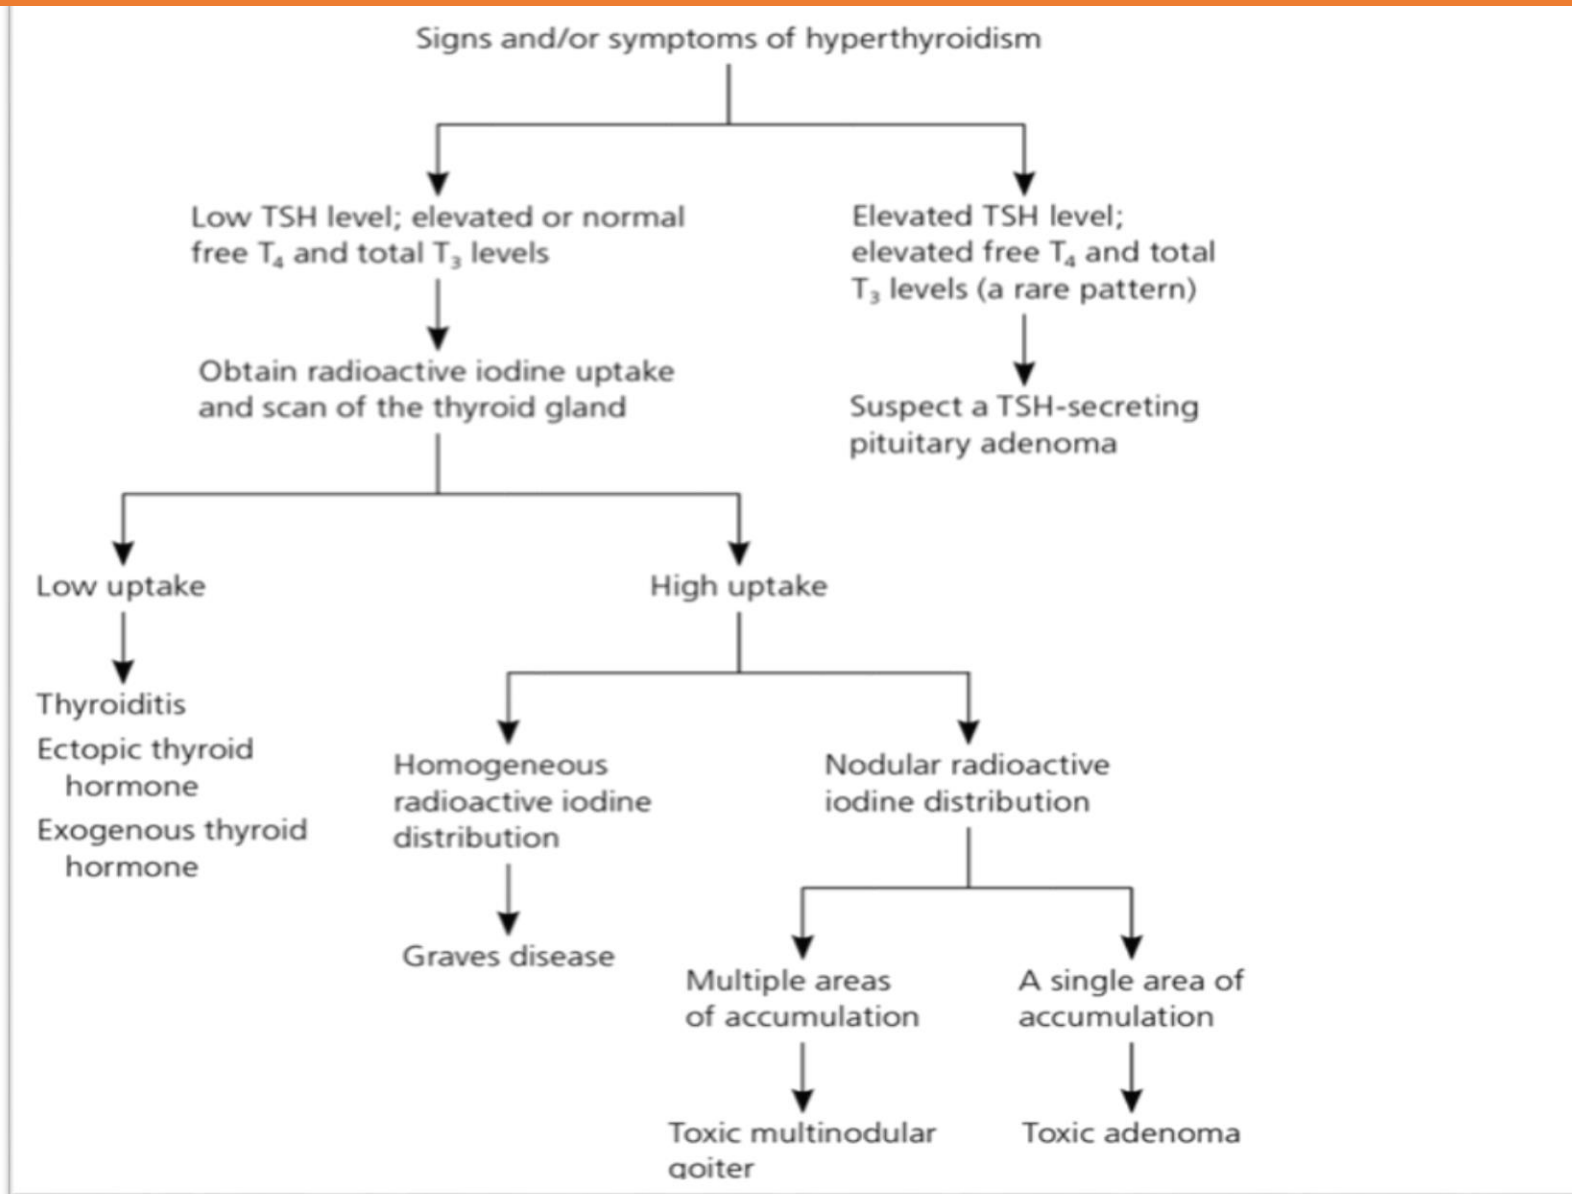 Signs and/or symptoms of hyperthyroidism
Low TSH level; elevated or normal
free T₄ and total T₃ levels
Elevated TSH level;
elevated free T₄ and total
T₃ levels (a rare pattern)
Obtain radioactive iodine uptake
and scan of the thyroid gland
Suspect a TSH-secreting
pituitary adenoma
Low uptake
High uptake
Thyroiditis
Ectopic thyroid
hormone
Exogenous thyroid
hormone
Homogeneous
radioactive iodine
distribution
Nodular radioactive
iodine distribution
Graves disease
Multiple areas
of accumulation
A single area of
accumulation
Toxic multinodular
goiter
Toxic adenoma